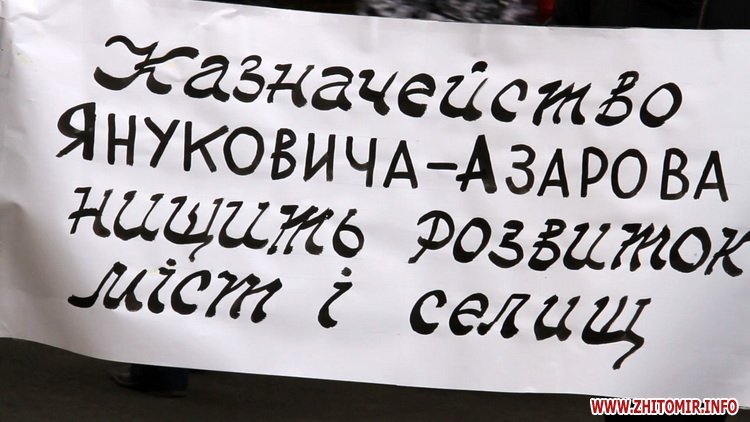 Казначейство
ЯНУКОВИЧА-АЗАРОВА
нищить розвиток
міст і селищ
WWW.ZHITOMIR.INFO